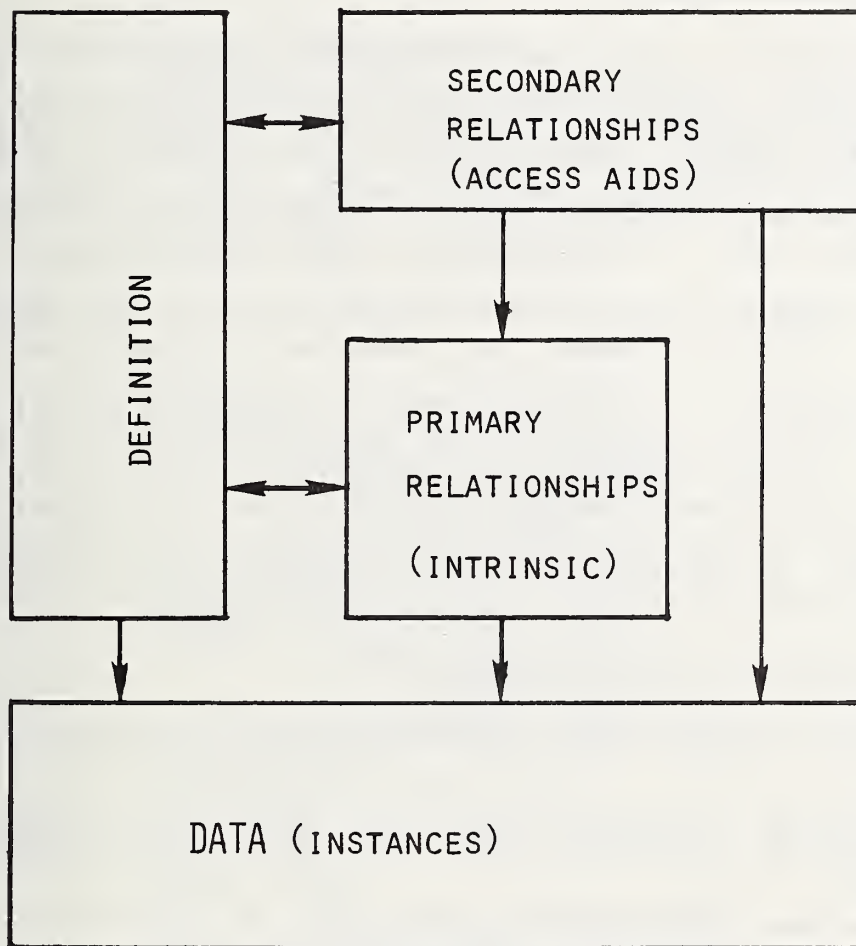 SECONDARY
RELATIONSHIPS
(ACCESS AIDS)
DEFINITION
PRIMARY
RELATIONSHIPS
(INTRINSIC)
DATA (INSTANCES)